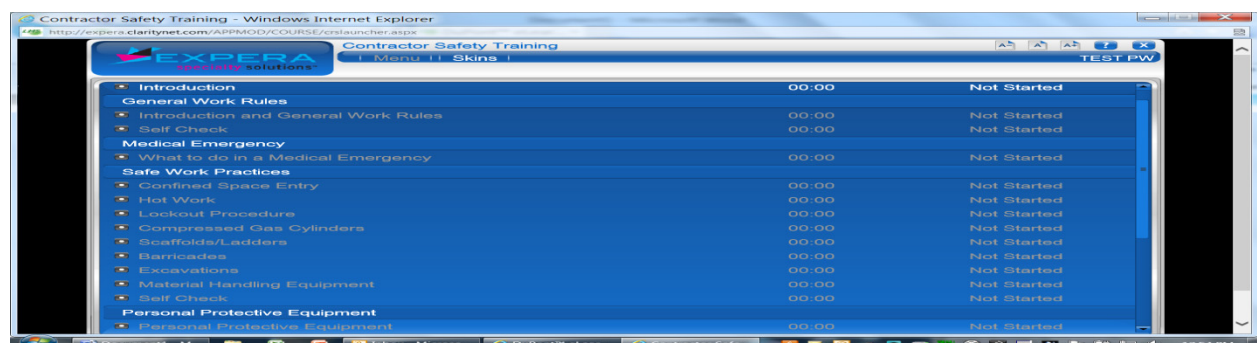 Contractor Safety Training - Windows Internet Explorer
http://expera.claritynet.com/APPMOD/COURSE/crslauncher.aspx
Contractor Safety Training
EXPERA
specialty solutions
| Menu || Skins |
TEST PW
Introduction 00:00 Not Started
General Work Rules
Introduction and General Work Rules 00:00 Not Started
Self Check 00:00 Not Started
Medical Emergency
What to do in a Medical Emergency 00:00 Not Started
Safe Work Practices
Confined Space Entry 00:00 Not Started
Hot Work 00:00 Not Started
Lockout Procedure 00:00 Not Started
Compressed Gas Cylinders 00:00 Not Started
Scaffolds/Ladders 00:00 Not Started
Barricades 00:00 Not Started
Excavations 00:00 Not Started
Material Handling Equipment 00:00 Not Started
Self Check 00:00 Not Started
Personal Protective Equipment
Personal Protective Equipment 00:00 Not Started